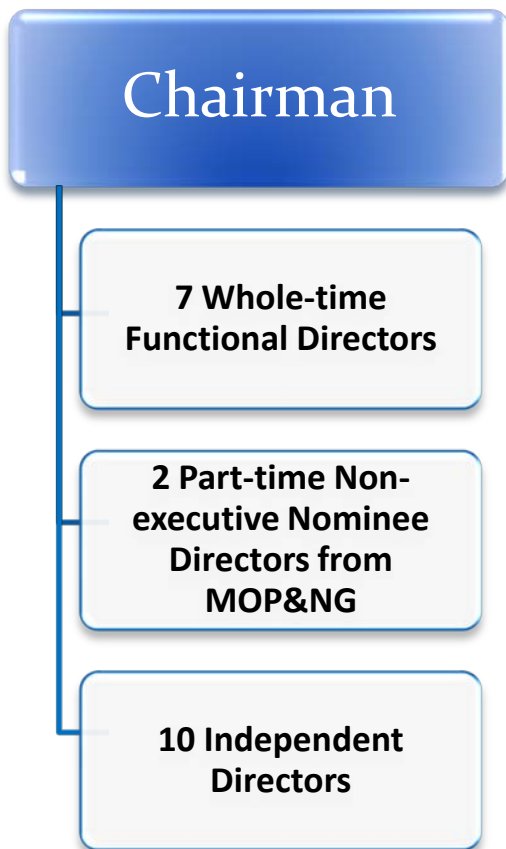 Chairman
7 Whole-time
Functional Directors
2 Part-time Non-
executive Nominee
Directors from
MOP&NG
10 Independent
Directors